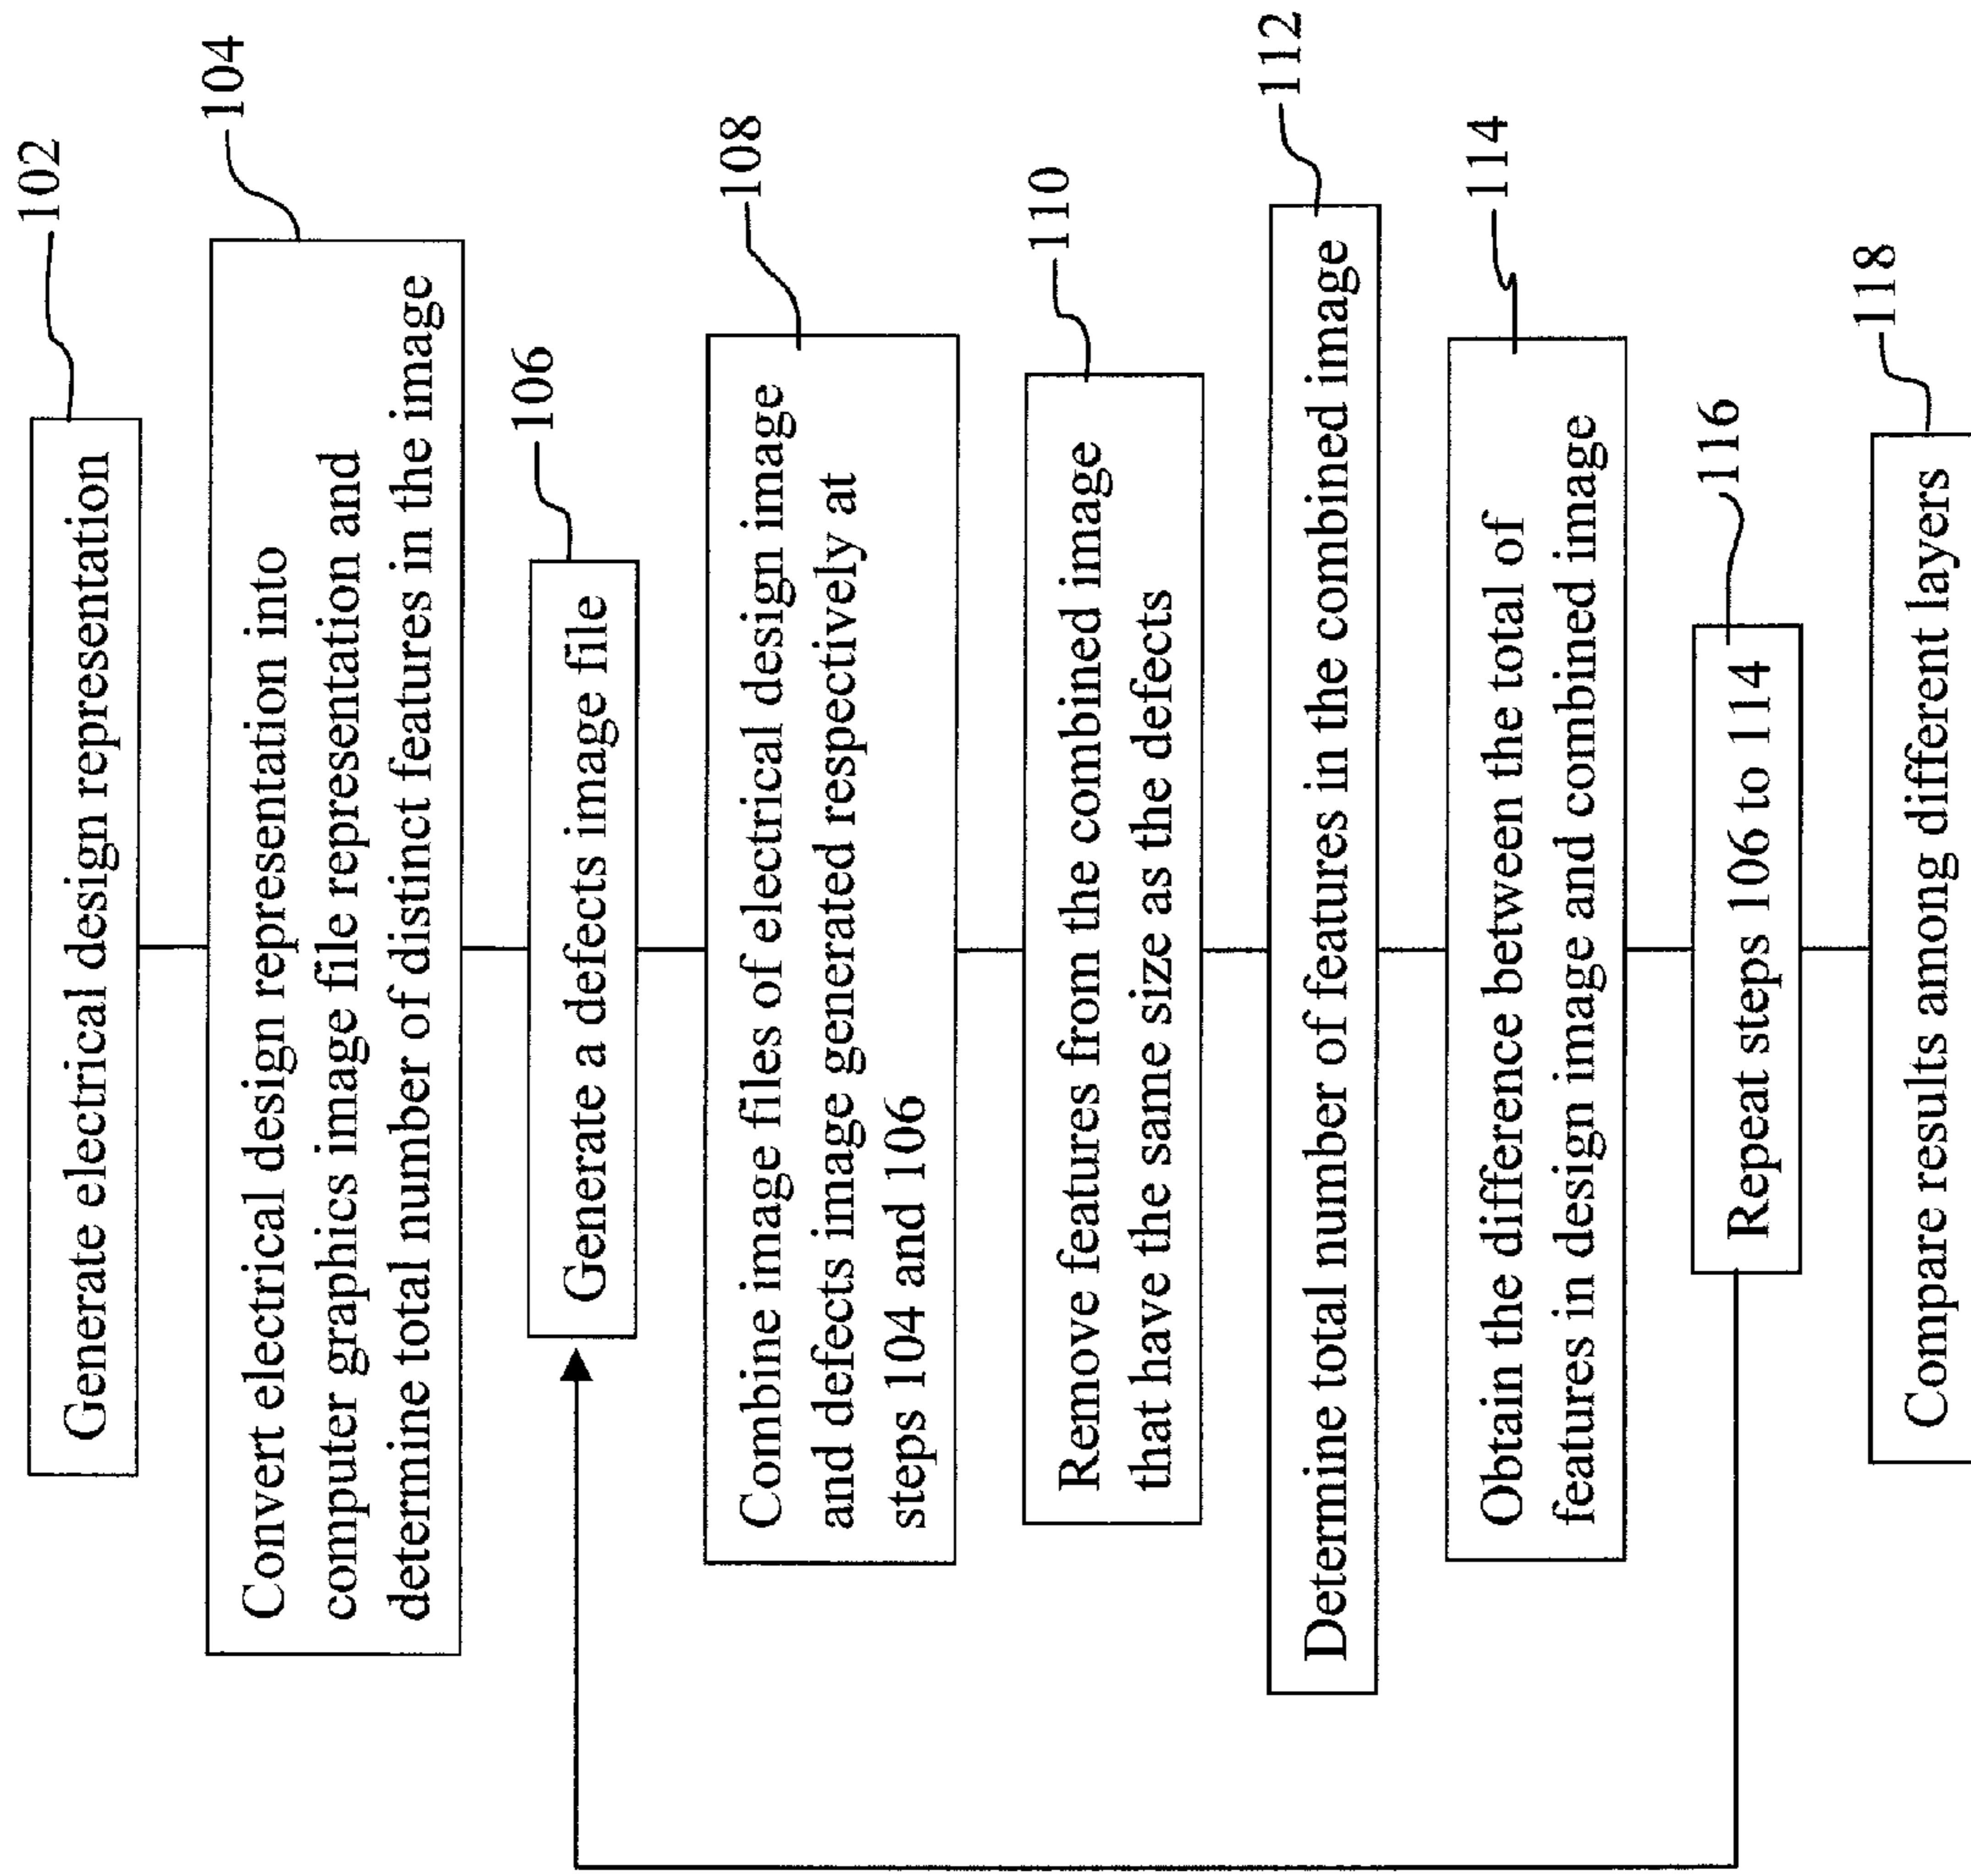 102
Generate electrical design representation
104
Convert electrical design representation into
computer graphics image file representation and
determine total number of distinct features in the image
106
Generate a defects image file
108
Combine image files of electrical design image
and defects image generated respectively at
steps 104 and 106
110
Remove features from the combined image
that have the same size as the defects
112
Determine total number of features in the combined image
114
Obtain the difference between the total of
features in design image and combined image
116
Repeat steps 106 to 114
118
Compare results among different layers